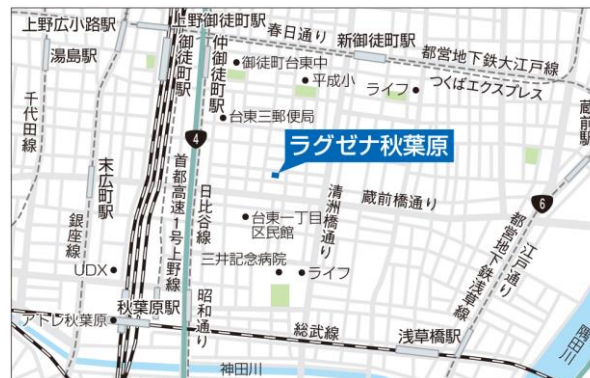 上野広小路駅
上野御徒町駅
春日通り
新御徒町駅
都営地下鉄大江戸線
湯島駅
御徒町駅
仲御徒町駅
御徒町台東中
平成小
ライフ
つくばエクスプレス
千代田線
台東三郵便局
蔵前駅
4
ラグゼナ秋葉原
末広町駅
首都高速1号上野線
日比谷線
清洲橋通り
蔵前橋通り
6
銀座線
台東一丁目
区民館
都営地下鉄浅草線
江戸通り
三井記念病院
ライフ
UDX
秋葉原駅
昭和通り
アトレ秋葉原
総武線
浅草橋駅
隅田川
神田川